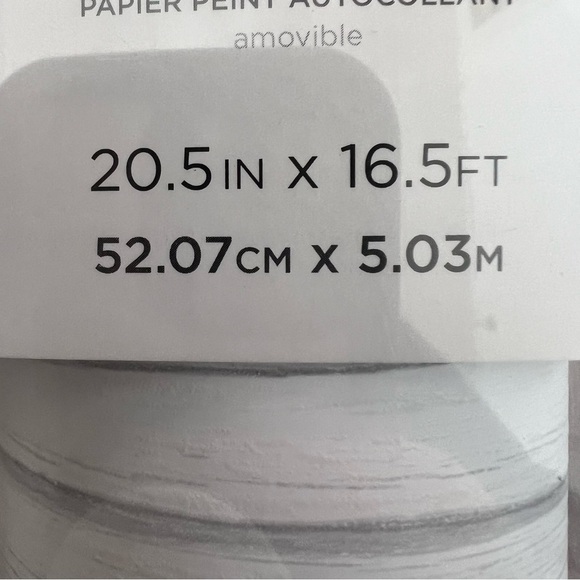 PAPIER PEINT AUTOCOLLANT
amovible
20.5IN X 16.5FT
52.07CM X 5.03M